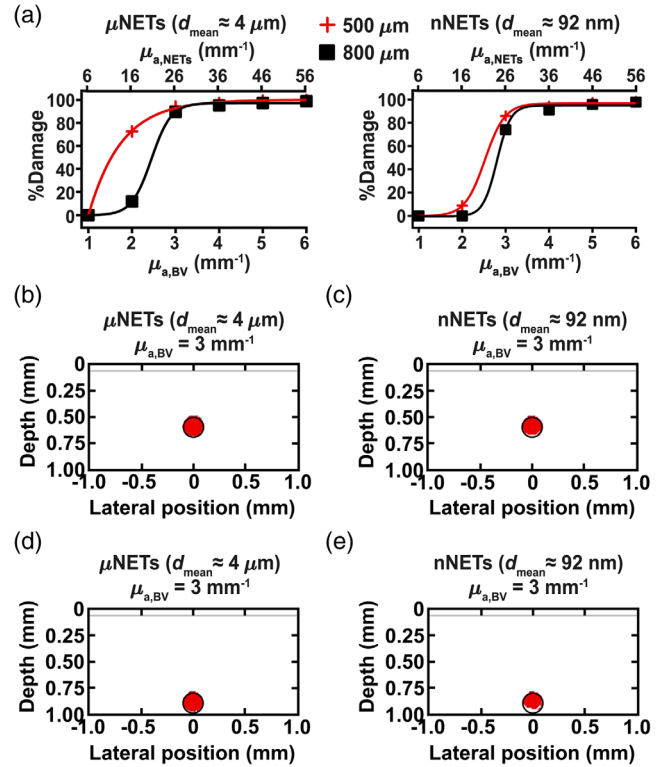 (a)
μNETs (dmean≈ 4 μm)
μa,NETs (mm-1)
6 16 26 36 46 56
500 μm
800 μm
nNETs (dmean≈ 92 nm)
μa,NETs (mm-1)
6 16 26 36 46 56
%Damage
100
80
60
40
20
0
1 2 3 4 5 6
μa,BV (mm-1)
%Damage
100
80
60
40
20
0
1 2 3 4 5 6
μa,BV (mm-1)
(b)
μNETs (dmean≈ 4 μm)
μa,BV = 3 mm-1
Depth (mm)
0
0.25
0.50
0.75
1.00
-1.0 -0.5 0 0.5 1.0
Lateral position (mm)
(c)
nNETs (dmean≈ 92 nm)
μa,BV = 3 mm-1
Depth (mm)
0
0.25
0.50
0.75
1.00
-1.0 -0.5 0 0.5 1.0
Lateral position (mm)
(d)
μNETs (dmean≈ 4 μm)
μa,BV = 3 mm-1
Depth (mm)
0
0.25
0.50
0.75
1.00
-1.0 -0.5 0 0.5 1.0
Lateral position (mm)
(e)
nNETs (dmean≈ 92 nm)
μa,BV = 3 mm-1
Depth (mm)
0
0.25
0.50
0.75
1.00
-1.0 -0.5 0 0.5 1.0
Lateral position (mm)